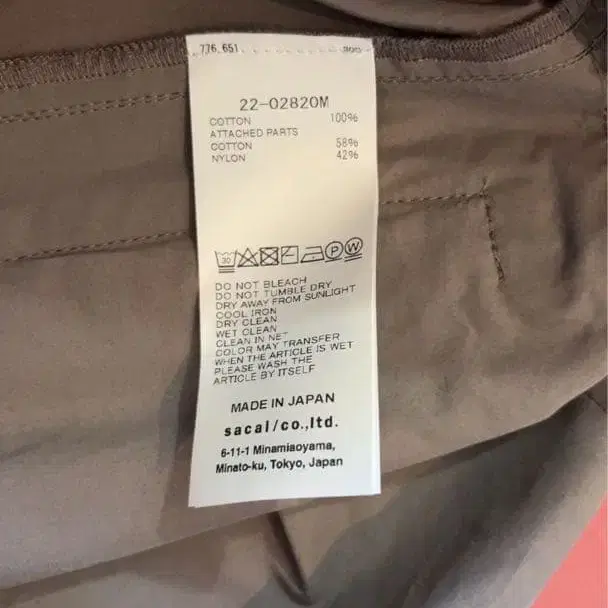 776.651
300
22-02820M
COTTON 100%
ATTACHED PARTS
COTTON 58%
NYLON 42%
30 P W
DO NOT BLEACH
DO NOT TUMBLE DRY
DRY AWAY FROM SUNLIGHT
COOL IRON
DRY CLEAN
WET CLEAN
CLEAN IN NET
COLOR MAY TRANSFER
WHEN THE ARTICLE IS WET
PLEASE WASH THE
ARTICLE BY ITSELF
MADE IN JAPAN
sacai/co.,ltd.
6-11-1 Minamiaoyama,
Minato-ku, Tokyo, Japan